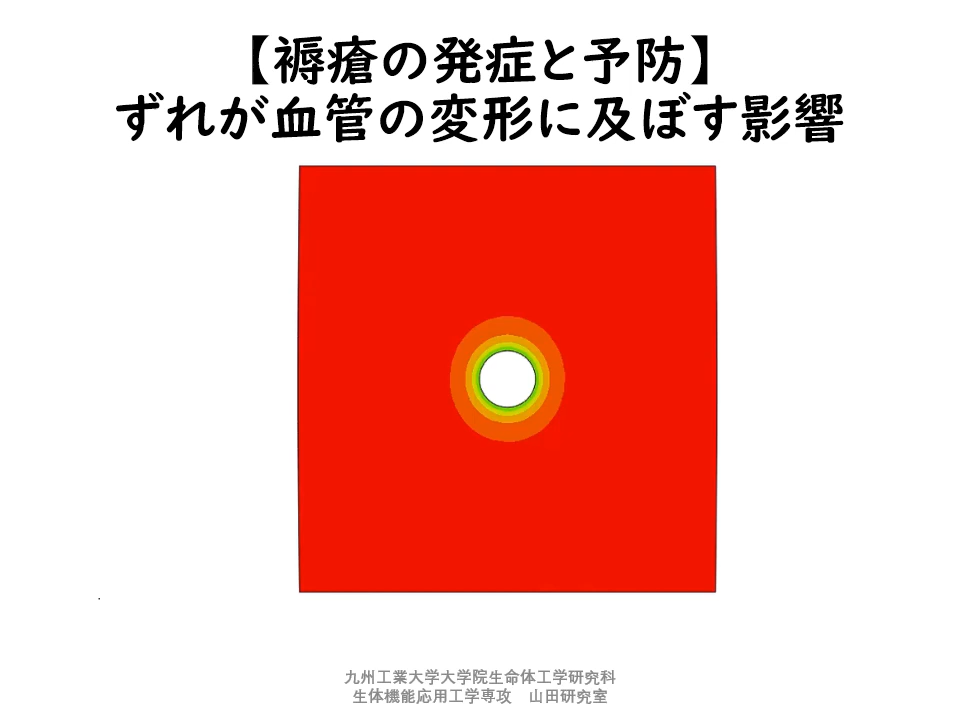 【褥瘡の発症と予防】
ずれが血管の変形に及ぼす影響
九州工業大学大学院生命体工学研究科
生体機能応用工学専攻　山田研究室